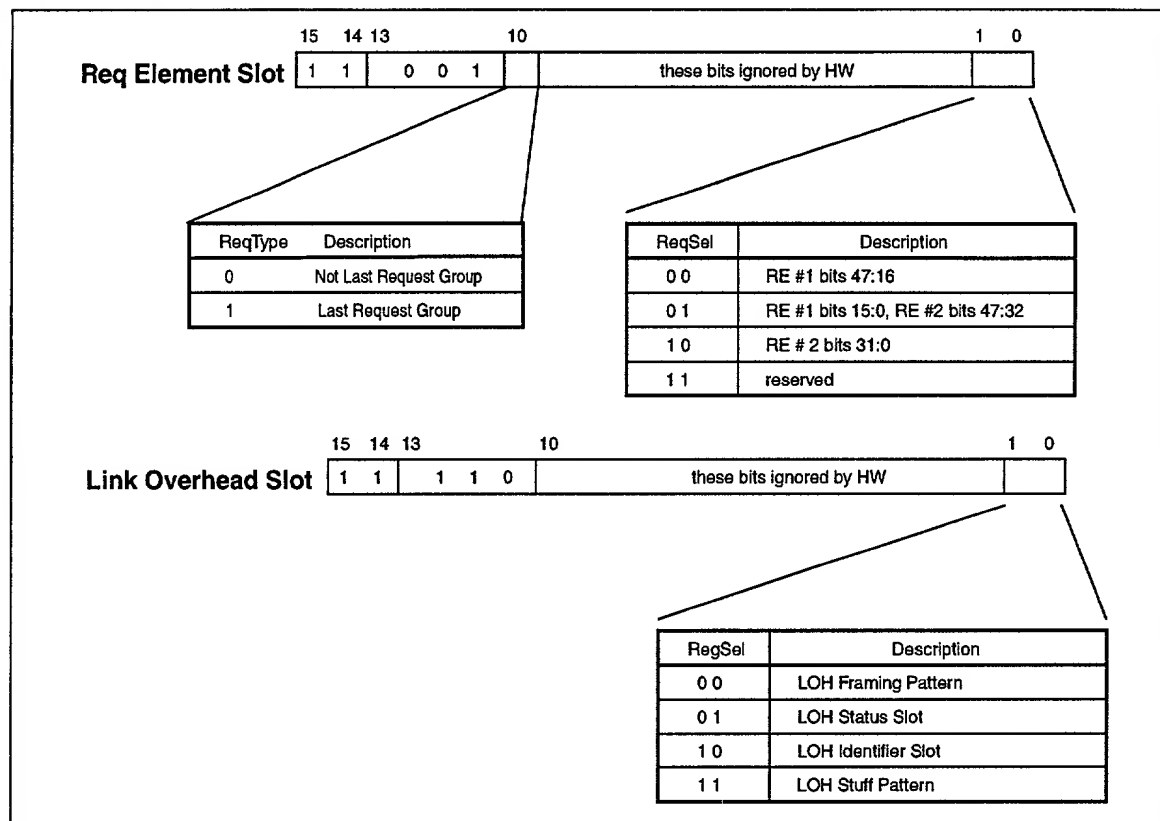 15 14 13 10 1 0
Req Element Slot 1 1 0 0 1 these bits ignored by HW
ReqType Description
0 Not Last Request Group
1 Last Request Group
ReqSel Description
0 0 RE #1 bits 47:16
0 1 RE #1 bits 15:0, RE #2 bits 47:32
1 0 RE # 2 bits 31:0
1 1 reserved
15 14 13 10 1 0
Link Overhead Slot 1 1 1 1 0 these bits ignored by HW
RegSel Description
0 0 LOH Framing Pattern
0 1 LOH Status Slot
1 0 LOH Identifier Slot
1 1 LOH Stuff Pattern